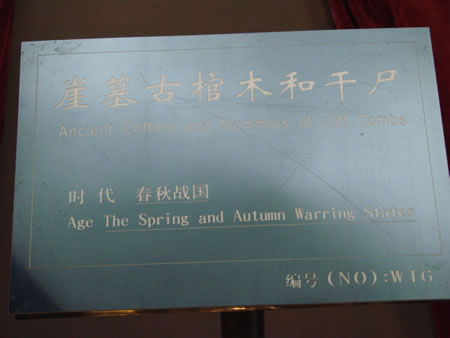 崖墓古棺木和干尸
Ancient Coffins and Mummies at Cliff Tombs
时代 春秋战国
Age The Spring and Autumn Warring States
编号(NO):W16